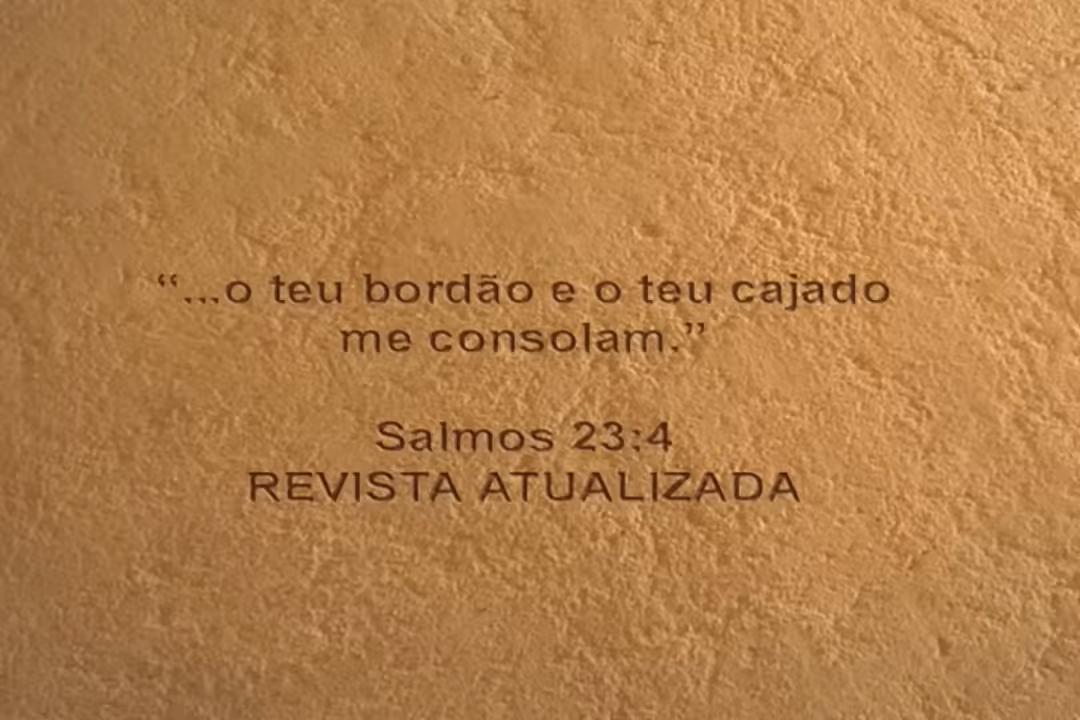 “...o teu bordão e o teu cajado
me consolam.”
Salmos 23:4
REVISTA ATUALIZADA